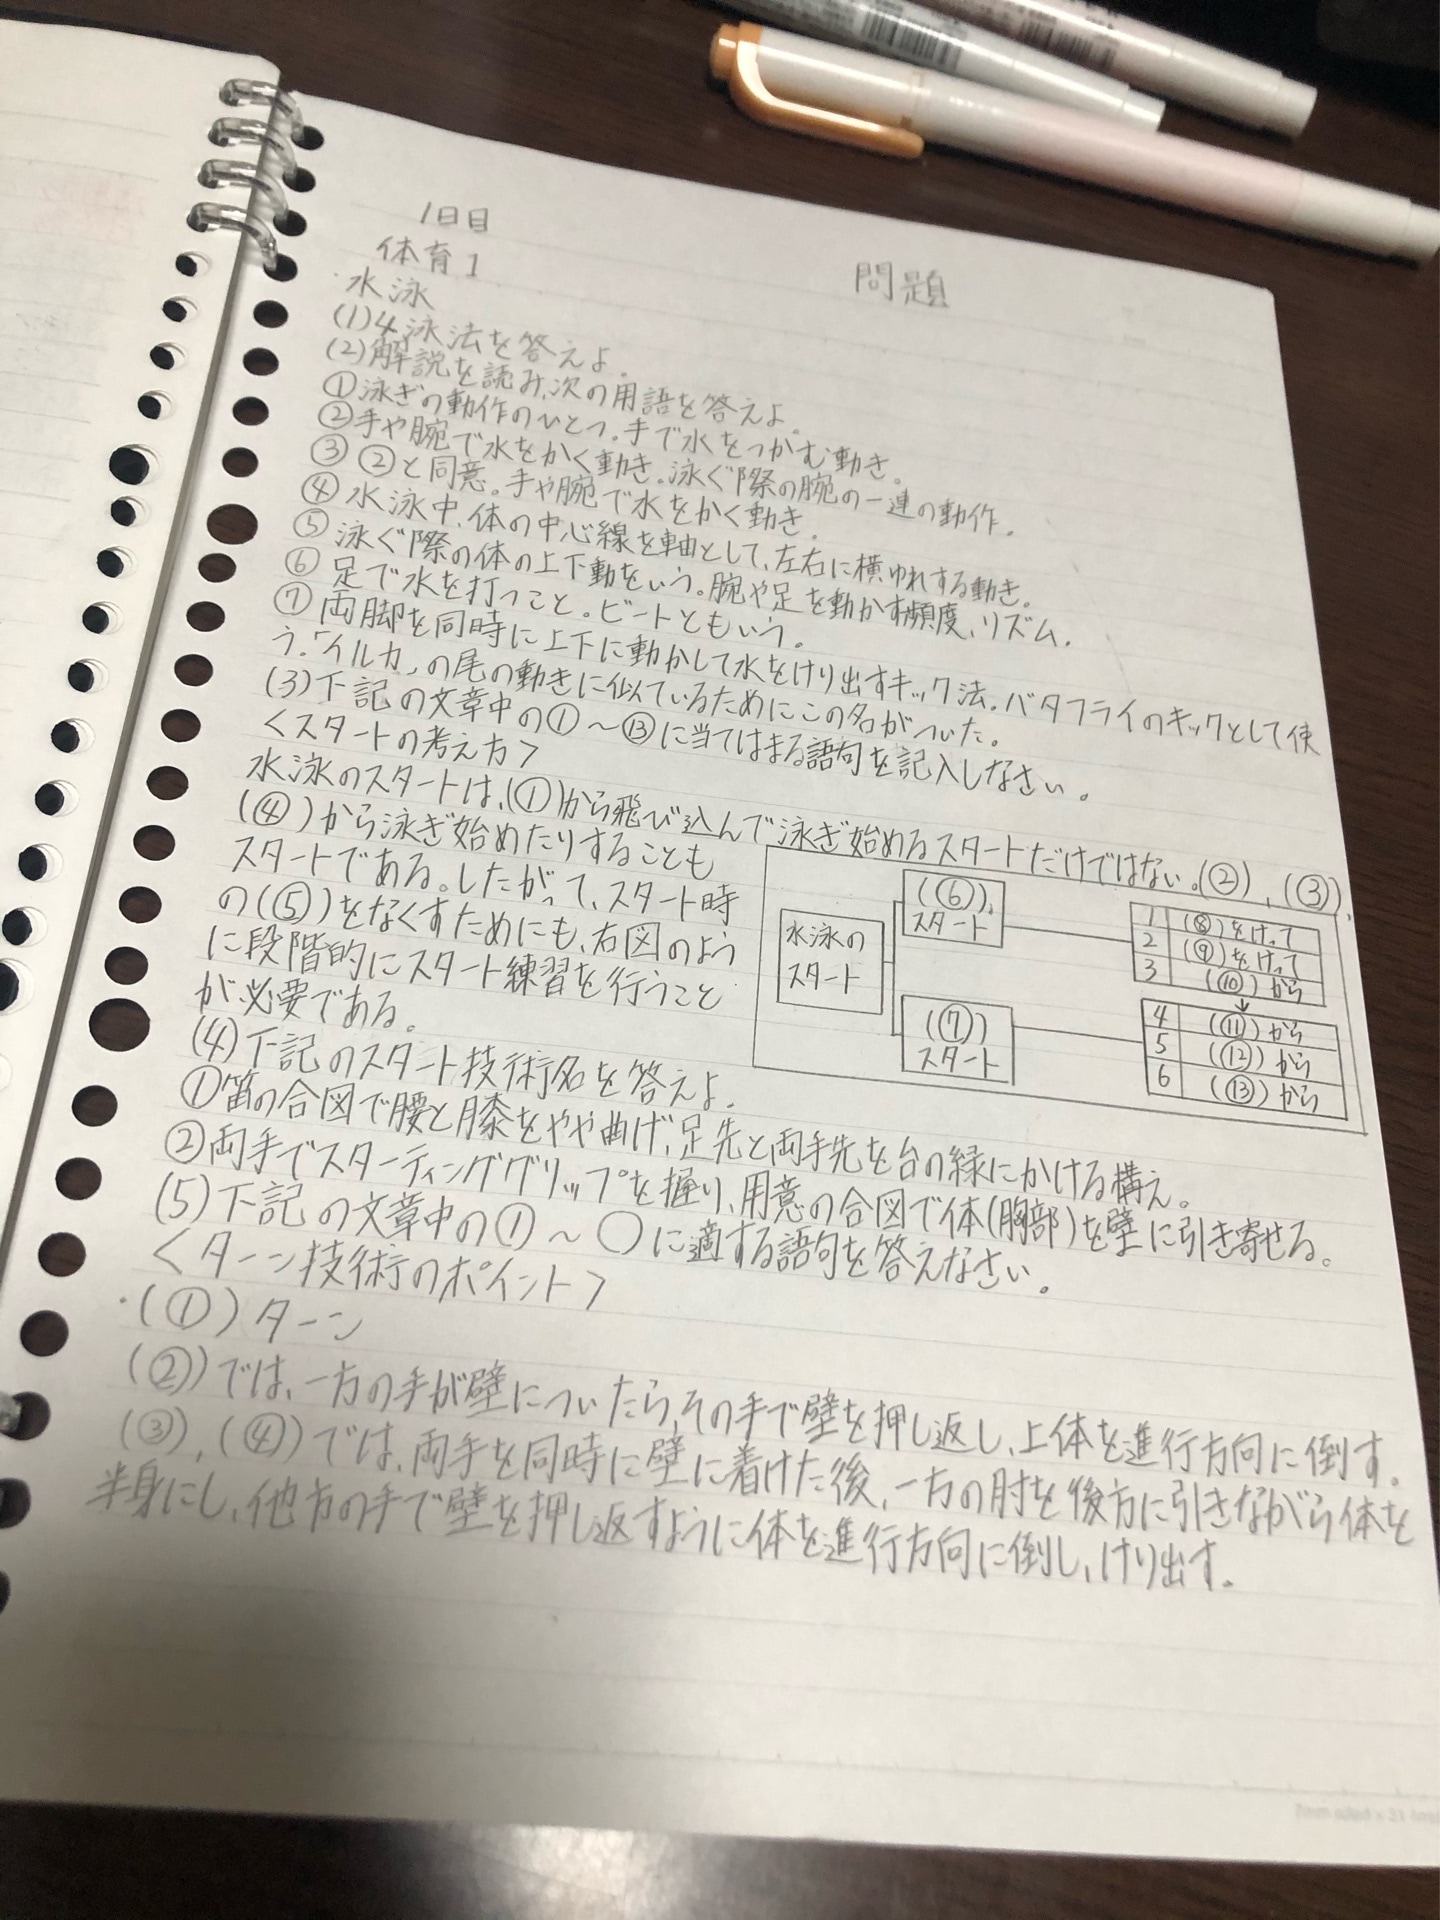 1日目
体育1
問題
・水泳
(1)4泳法を答えよ。
(2)解説を読み、次の用語を答えよ。
①泳ぎの動作のひとつ。手で水をつかむ動き。
②手や腕で水をかく動き。泳ぐ際の腕の一連の動作。
③ ②と同意。手や腕で水をかく動き。
④ 水泳中、体の中心線を軸として、左右に横ゆれする動き。
⑤ 泳ぐ際の体の上下動をいう。腕や足を動かす頻度、リズム。
⑥ 足で水を打つこと。ビートともいう。
⑦ 両脚を同時に上下に動かして水をけり出すキック法。バタフライのキックとして使
う。「イルカ」の尾の動きに似ているためにこの名がついた。
(3)下記の文章中の①～⑬に当てはまる語句を記入しなさい。
＜スタートの考え方＞
水泳のスタートは、(①)から飛び込んで泳ぎ始めるスタートだけではない。(②)、(③)、
(④)から泳ぎ始めたりすることも
スタートである。したがって、スタート時
の(⑤)をなくすためにも、右図のよう
に段階的にスタート練習を行うこと
が必要である。
水泳の
スタート
(⑥)
スタート
(⑦)
スタート
1 (⑧)をけって
2 (⑨)をけって
3 (⑩)から
↓
4 (⑪)から
5 (⑫)から
6 (⑬)から
(4)下記のスタート技術名を答えよ。
①笛の合図で腰と膝をやや曲げ、足先と両手先を台の縁にかける構え。
②両手でスターティンググリップを握り、用意の合図で体(胸部)を壁に引き寄せる。
(5)下記の文章中の①～○に適する語句を答えなさい。
＜ターン技術のポイント＞
・(①)ターン
(②)では、一方の手が壁についたら、その手で壁を押し返し、上体を進行方向に倒す。
(③)、(④)では、両手を同時に壁に着けた後、一方の肘を後方に引きながら体を
半身にし、他方の手で壁を押し返すように体を進行方向に倒し、けり出す。